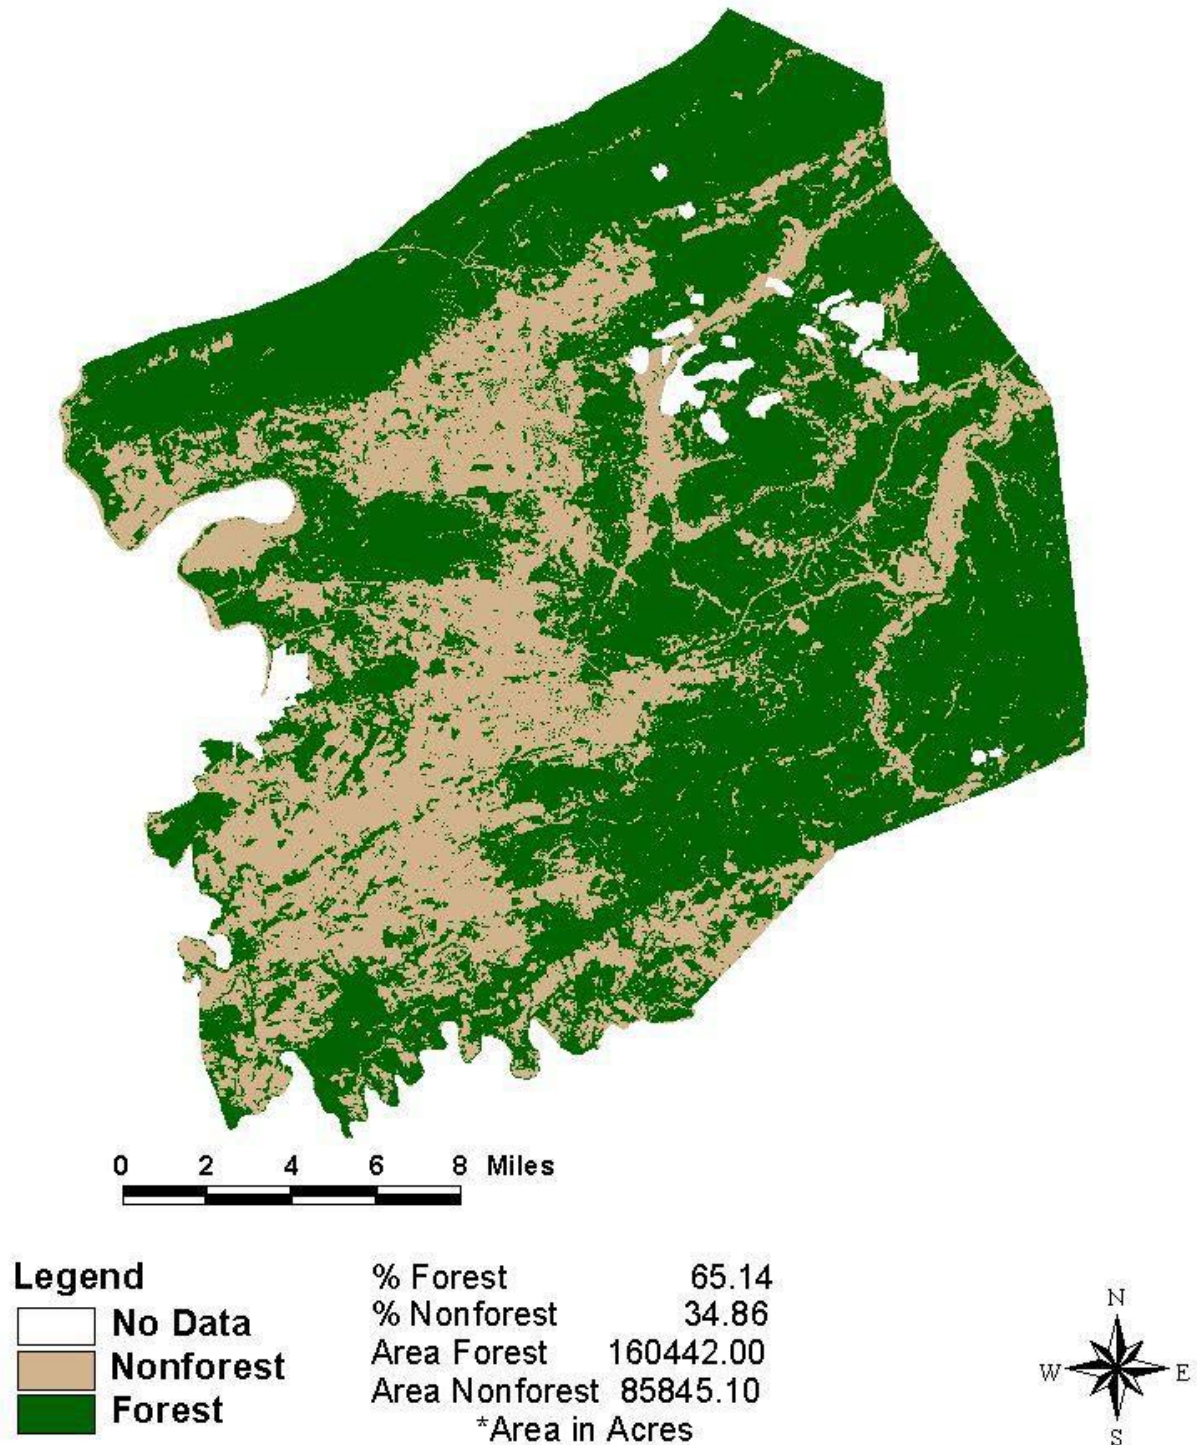 0 2 4 6 8 Miles
Legend
No Data
Nonforest
Forest
% Forest 65.14
% Nonforest 34.86
Area Forest 160442.00
Area Nonforest 85845.10
*Area in Acres
N
W E
S